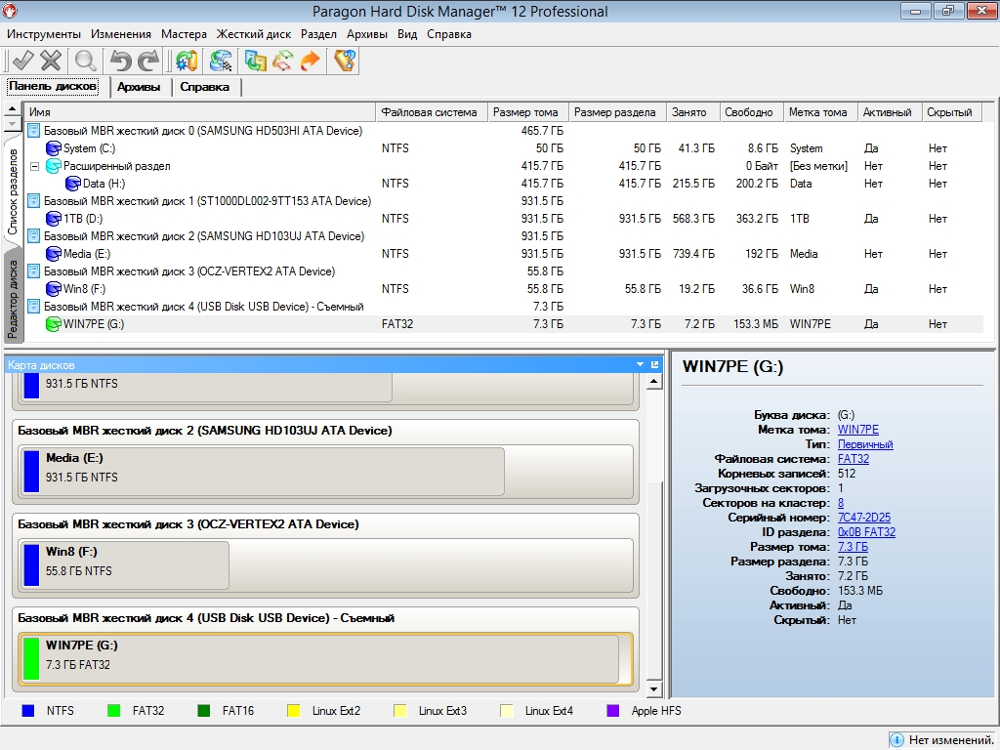 Paragon Hard Disk Manager™ 12 Professional
Инструменты Изменения Мастера Жесткий диск Раздел Архивы Вид Справка
Панель дисков Архивы Справка
Список разделов
Редактор диска
Имя Файловая система Размер тома Размер раздела Занято Свободно Метка тома Активный Скрытый
Базовый MBR жесткий диск 0 (SAMSUNG HD503HI ATA Device) 465.7 ГБ
System (C:) NTFS 50 ГБ 50 ГБ 41.3 ГБ 8.6 ГБ System Да Нет
Расширенный раздел 415.7 ГБ 415.7 ГБ 0 Байт [Без метки] Нет Нет
Data (H:) NTFS 415.7 ГБ 415.7 ГБ 215.5 ГБ 200.2 ГБ Data Нет Нет
Базовый MBR жесткий диск 1 (ST1000DL002-9TT153 ATA Device) 931.5 ГБ
1TB (D:) NTFS 931.5 ГБ 931.5 ГБ 568.3 ГБ 363.2 ГБ 1TB Да Нет
Базовый MBR жесткий диск 2 (SAMSUNG HD103UJ ATA Device) 931.5 ГБ
Media (E:) NTFS 931.5 ГБ 931.5 ГБ 739.4 ГБ 192 ГБ Media Нет Нет
Базовый MBR жесткий диск 3 (OCZ-VERTEX2 ATA Device) 55.8 ГБ
Win8 (F:) NTFS 55.8 ГБ 55.8 ГБ 19.2 ГБ 36.6 ГБ Win8 Да Нет
Базовый MBR жесткий диск 4 (USB Disk USB Device) - Съемный 7.3 ГБ
WIN7PE (G:) FAT32 7.3 ГБ 7.3 ГБ 7.2 ГБ 153.3 МБ WIN7PE Да Нет
Карта дисков
931.5 ГБ NTFS
Базовый MBR жесткий диск 2 (SAMSUNG HD103UJ ATA Device)
Media (E:)
931.5 ГБ NTFS
Базовый MBR жесткий диск 3 (OCZ-VERTEX2 ATA Device)
Win8 (F:)
55.8 ГБ NTFS
Базовый MBR жесткий диск 4 (USB Disk USB Device) - Съемный
WIN7PE (G:)
7.3 ГБ FAT32
WIN7PE (G:)
Буква диска: (G:)
Метка тома: WIN7PE
Тип: Первичный
Файловая система: FAT32
Корневых записей: 512
Загрузочных секторов: 1
Секторов на кластер: 8
Серийный номер: 7C47-2D25
ID раздела: 0x0B FAT32
Размер тома: 7.3 ГБ
Размер раздела: 7.3 ГБ
Занято: 7.2 ГБ
Свободно: 153.3 МБ
Активный: Да
Скрытый: Нет
NTFS FAT32 FAT16 Linux Ext2 Linux Ext3 Linux Ext4 Apple HFS
Нет изменений.